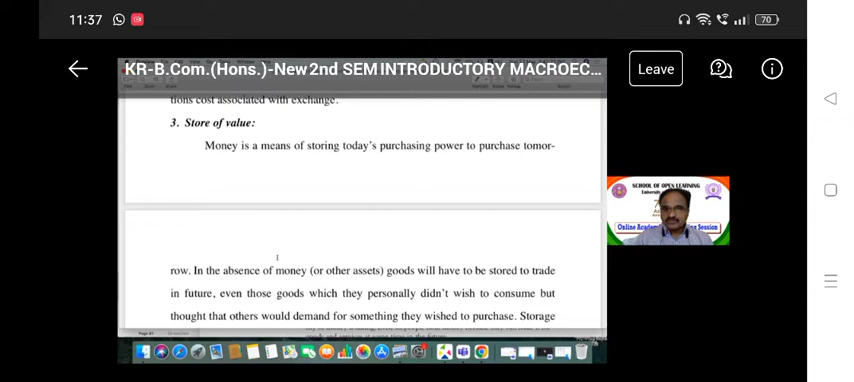 11:37
70
KR-B.Com.(Hons.)-New 2nd SEM INTRODUCTORY MACROEC...
Leave
tions cost associated with exchange.
3. Store of value:
Money is a means of storing today's purchasing power to purchase tomor-
row. In the absence of money (or other assets) goods will have to be stored to trade
in future, even those goods which they personally didn't wish to consume but
thought that others would demand for something they wished to purchase. Storage
SCHOOL OF OPEN LEARNING
Online Academic
Session